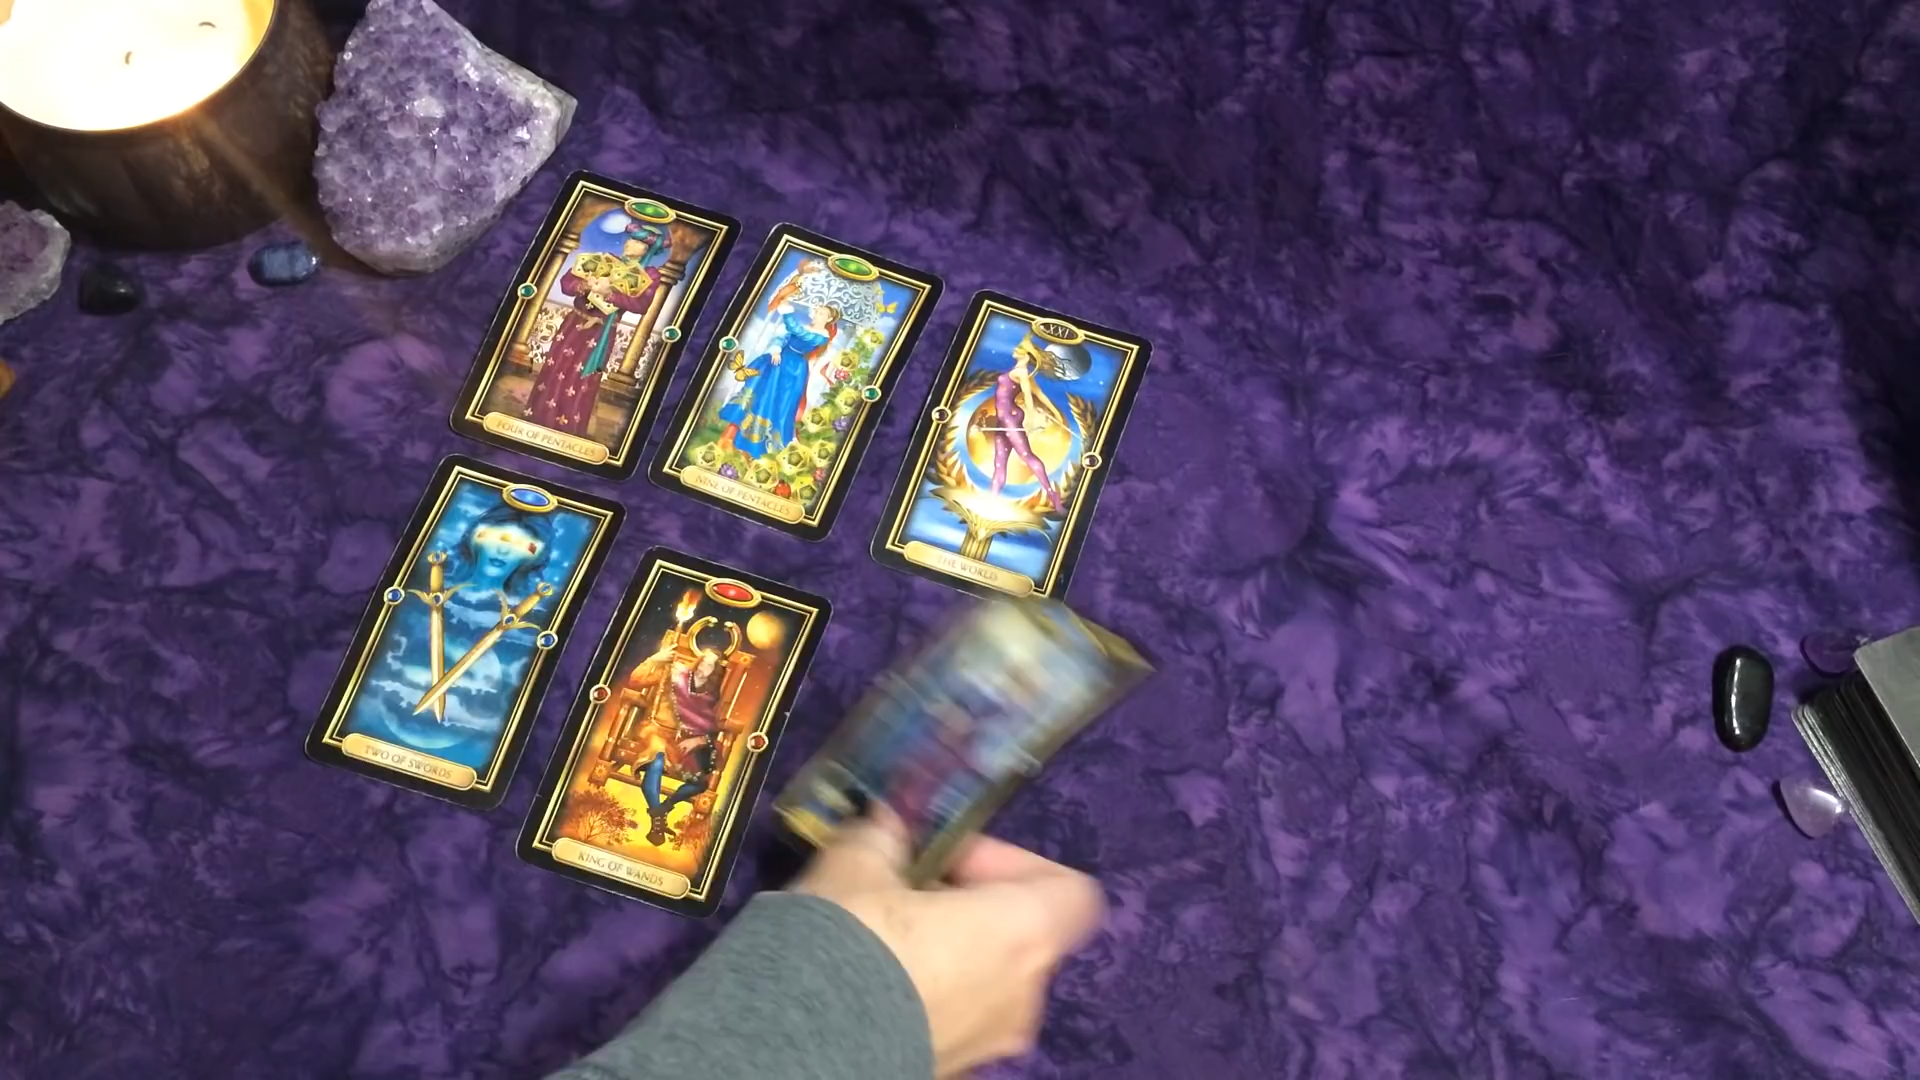 FOUR OF PENTACLES
NINE OF PENTACLES
XXI
THE WORLD
TWO OF SWORDS
KING OF WANDS